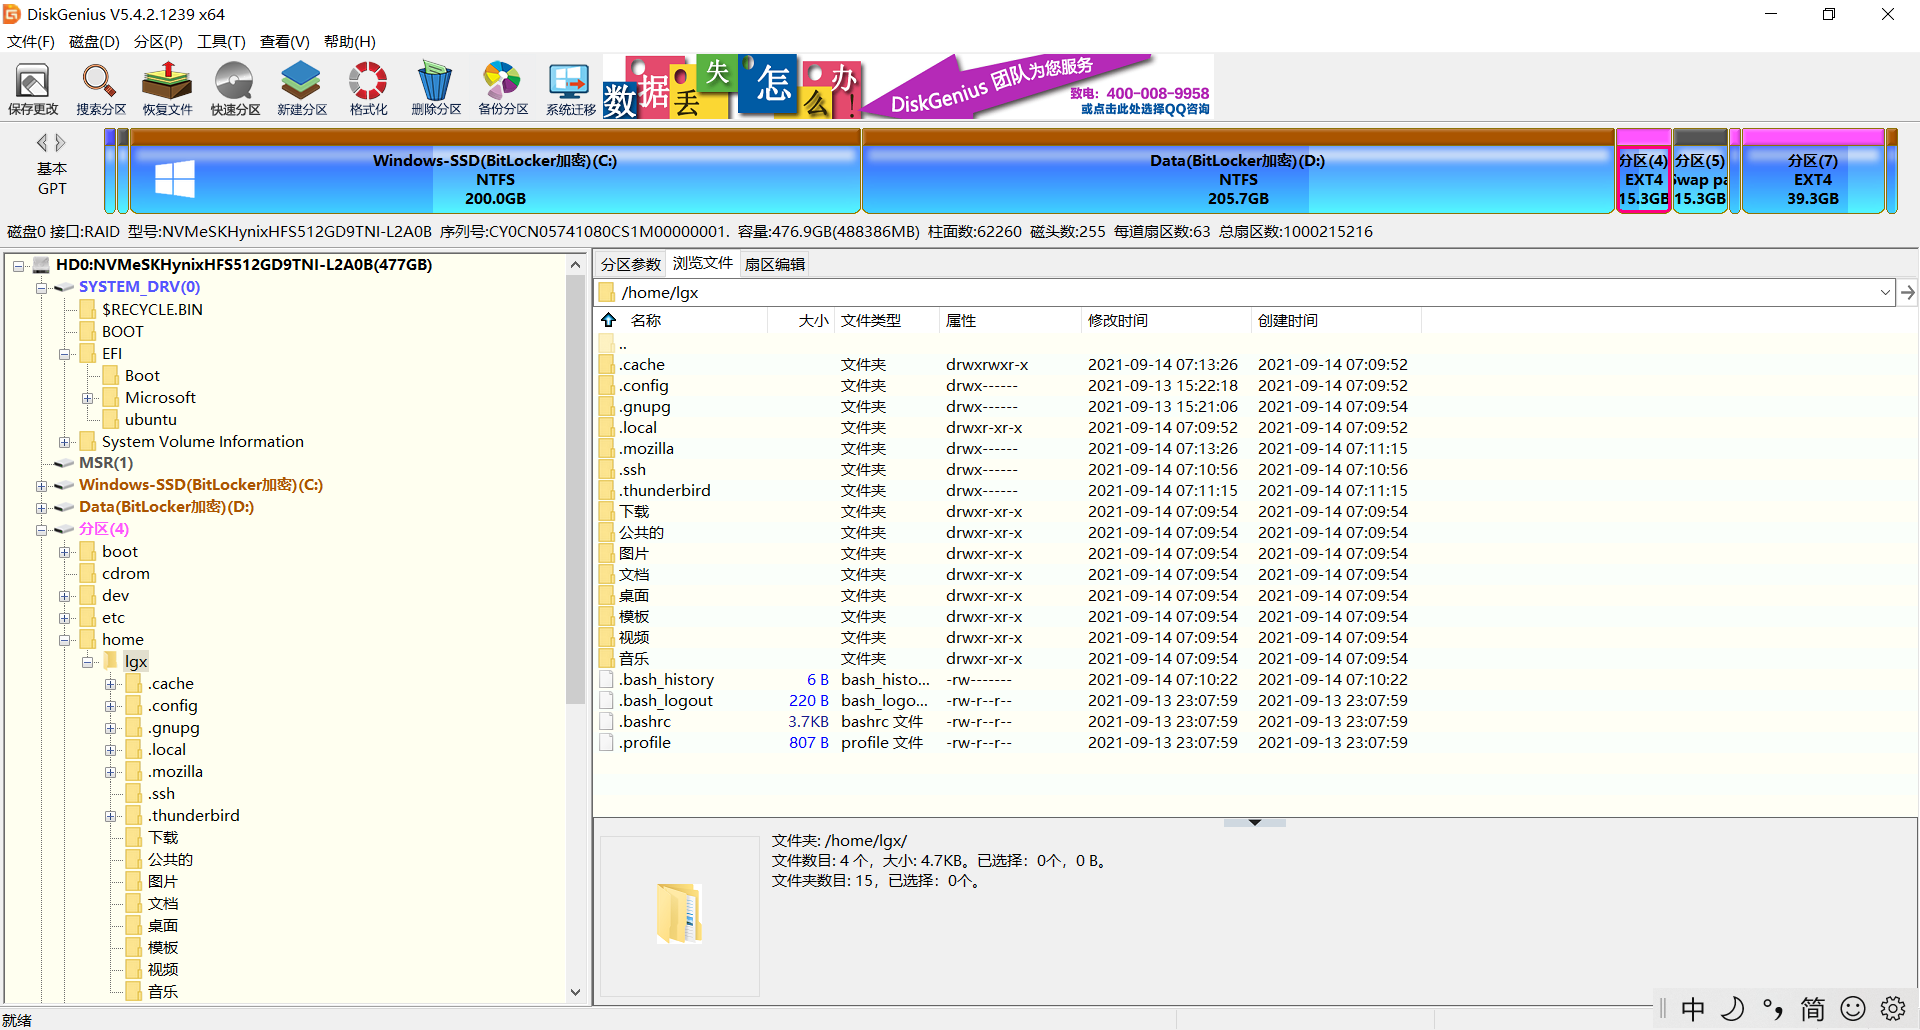 DiskGenius V5.4.2.1239 x64
文件(F) 磁盘(D) 分区(P) 工具(T) 查看(V) 帮助(H)
保存更改 搜索分区 恢复文件 快速分区 新建分区 格式化 删除分区 备份分区 系统迁移
数据丢失怎么办!
DiskGenius 团队为您服务
致电：400-008-9958
或点击此处选择QQ咨询
基本
GPT
Windows-SSD(BitLocker加密)(C:)
NTFS
200.0GB
Data(BitLocker加密)(D:)
NTFS
205.7GB
分区(4)
EXT4
15.3GB
分区(5)
Swap pa
15.3GB
分区(7)
EXT4
39.3GB
磁盘0 接口:RAID 型号:NVMeSKHynixHFS512GD9TNI-L2A0B 序列号:CY0CN05741080CS1M00000001. 容量:476.9GB(488386MB) 柱面数:62260 磁头数:255 每道扇区数:63 总扇区数:1000215216
HD0:NVMeSKHynixHFS512GD9TNI-L2A0B(477GB)
SYSTEM_DRV(0)
$RECYCLE.BIN
BOOT
EFI
Boot
Microsoft
ubuntu
System Volume Information
MSR(1)
Windows-SSD(BitLocker加密)(C:)
Data(BitLocker加密)(D:)
分区(4)
boot
cdrom
dev
etc
home
lgx
.cache
.config
.gnupg
.local
.mozilla
.ssh
.thunderbird
下载
公共的
图片
文档
桌面
模板
视频
音乐
分区参数 浏览文件 扇区编辑
/home/lgx
名称 大小 文件类型 属性 修改时间 创建时间
..
.cache 文件夹 drwxrwxr-x 2021-09-14 07:13:26 2021-09-14 07:09:52
.config 文件夹 drwx------ 2021-09-13 15:22:18 2021-09-14 07:09:52
.gnupg 文件夹 drwx------ 2021-09-13 15:21:06 2021-09-14 07:09:54
.local 文件夹 drwxr-xr-x 2021-09-14 07:09:52 2021-09-14 07:09:52
.mozilla 文件夹 drwx------ 2021-09-14 07:13:26 2021-09-14 07:11:15
.ssh 文件夹 drwx------ 2021-09-14 07:10:56 2021-09-14 07:10:56
.thunderbird 文件夹 drwx------ 2021-09-14 07:11:15 2021-09-14 07:11:15
下载 文件夹 drwxr-xr-x 2021-09-14 07:09:54 2021-09-14 07:09:54
公共的 文件夹 drwxr-xr-x 2021-09-14 07:09:54 2021-09-14 07:09:54
图片 文件夹 drwxr-xr-x 2021-09-14 07:09:54 2021-09-14 07:09:54
文档 文件夹 drwxr-xr-x 2021-09-14 07:09:54 2021-09-14 07:09:54
桌面 文件夹 drwxr-xr-x 2021-09-14 07:09:54 2021-09-14 07:09:54
模板 文件夹 drwxr-xr-x 2021-09-14 07:09:54 2021-09-14 07:09:54
视频 文件夹 drwxr-xr-x 2021-09-14 07:09:54 2021-09-14 07:09:54
音乐 文件夹 drwxr-xr-x 2021-09-14 07:09:54 2021-09-14 07:09:54
.bash_history 6 B bash_histo... -rw------- 2021-09-14 07:10:22 2021-09-14 07:10:22
.bash_logout 220 B bash_logo... -rw-r--r-- 2021-09-13 23:07:59 2021-09-13 23:07:59
.bashrc 3.7KB bashrc 文件 -rw-r--r-- 2021-09-13 23:07:59 2021-09-13 23:07:59
.profile 807 B profile 文件 -rw-r--r-- 2021-09-13 23:07:59 2021-09-13 23:07:59
文件夹: /home/lgx/
文件数目: 4 个，大小: 4.7KB。已选择：0个，0 B。
文件夹数目: 15，已选择：0个。
就绪
中 简